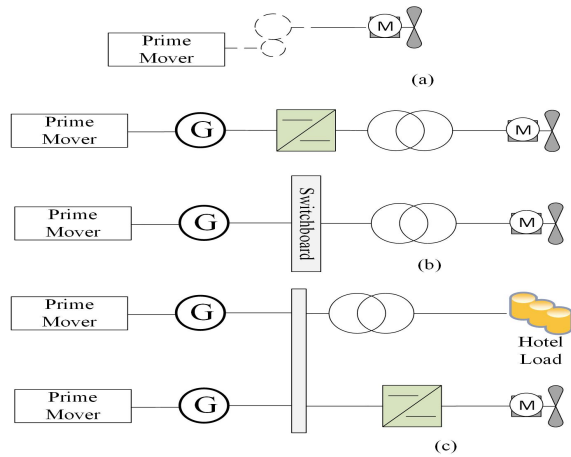 Prime
Mover
M
(a)
Prime
Mover
G
M
Prime
Mover
G
Switchboard
M
(b)
Prime
Mover
G
Hotel
Load
Prime
Mover
G
M
(c)